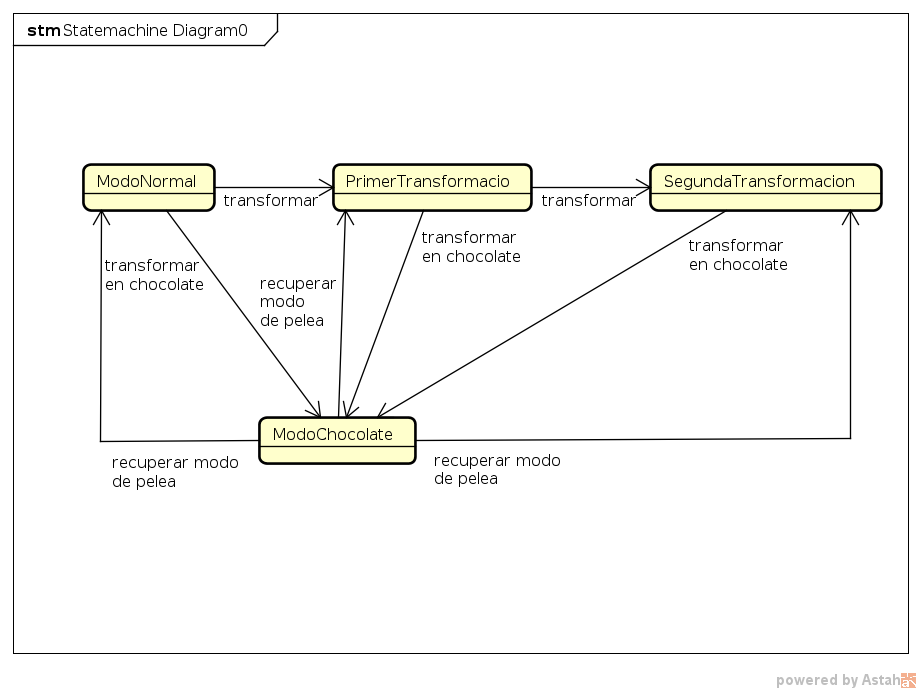 stm Statemachine Diagram0
ModoNormal
PrimerTransformacio
SegundaTransformacion
transformar
transformar
transformar
en chocolate
recuperar
modo
de pelea
transformar
en chocolate
transformar
en chocolate
ModoChocolate
recuperar modo
de pelea
recuperar modo
de pelea
powered by Astah